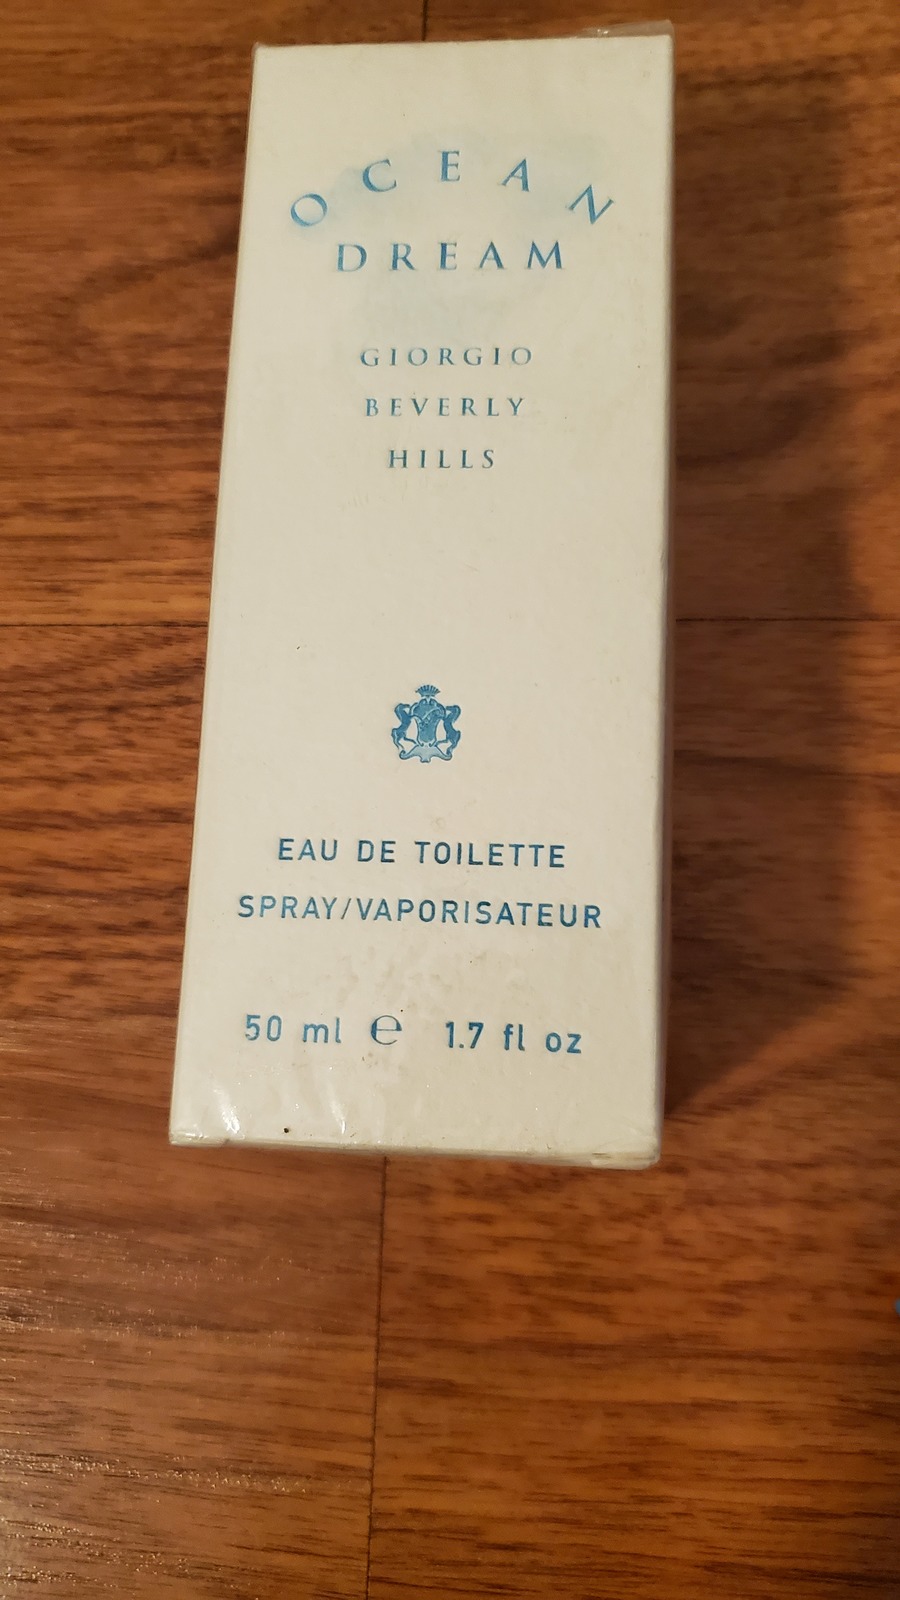 OCEAN
DREAM
GIORGIO
BEVERLY
HILLS
EAU DE TOILETTE
SPRAY/VAPORISATEUR
50 ml ℮ 1.7 fl oz